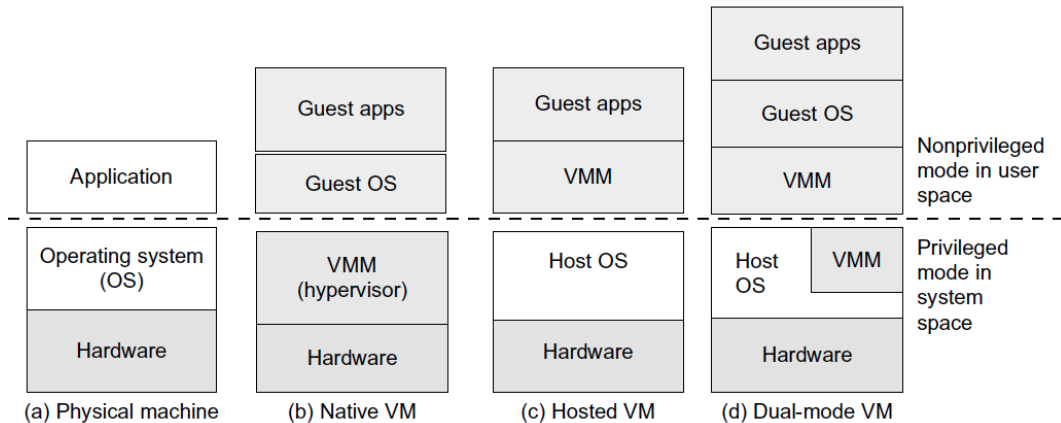 Application
Operating system
(OS)
Hardware
(a) Physical machine
Guest apps
Guest OS
VMM
(hypervisor)
Hardware
(b) Native VM
Guest apps
VMM
Host OS
Hardware
(c) Hosted VM
Guest apps
Guest OS
VMM
Host
OS
VMM
Hardware
(d) Dual-mode VM
Nonprivileged
mode in user
space
Privileged
mode in
system
space